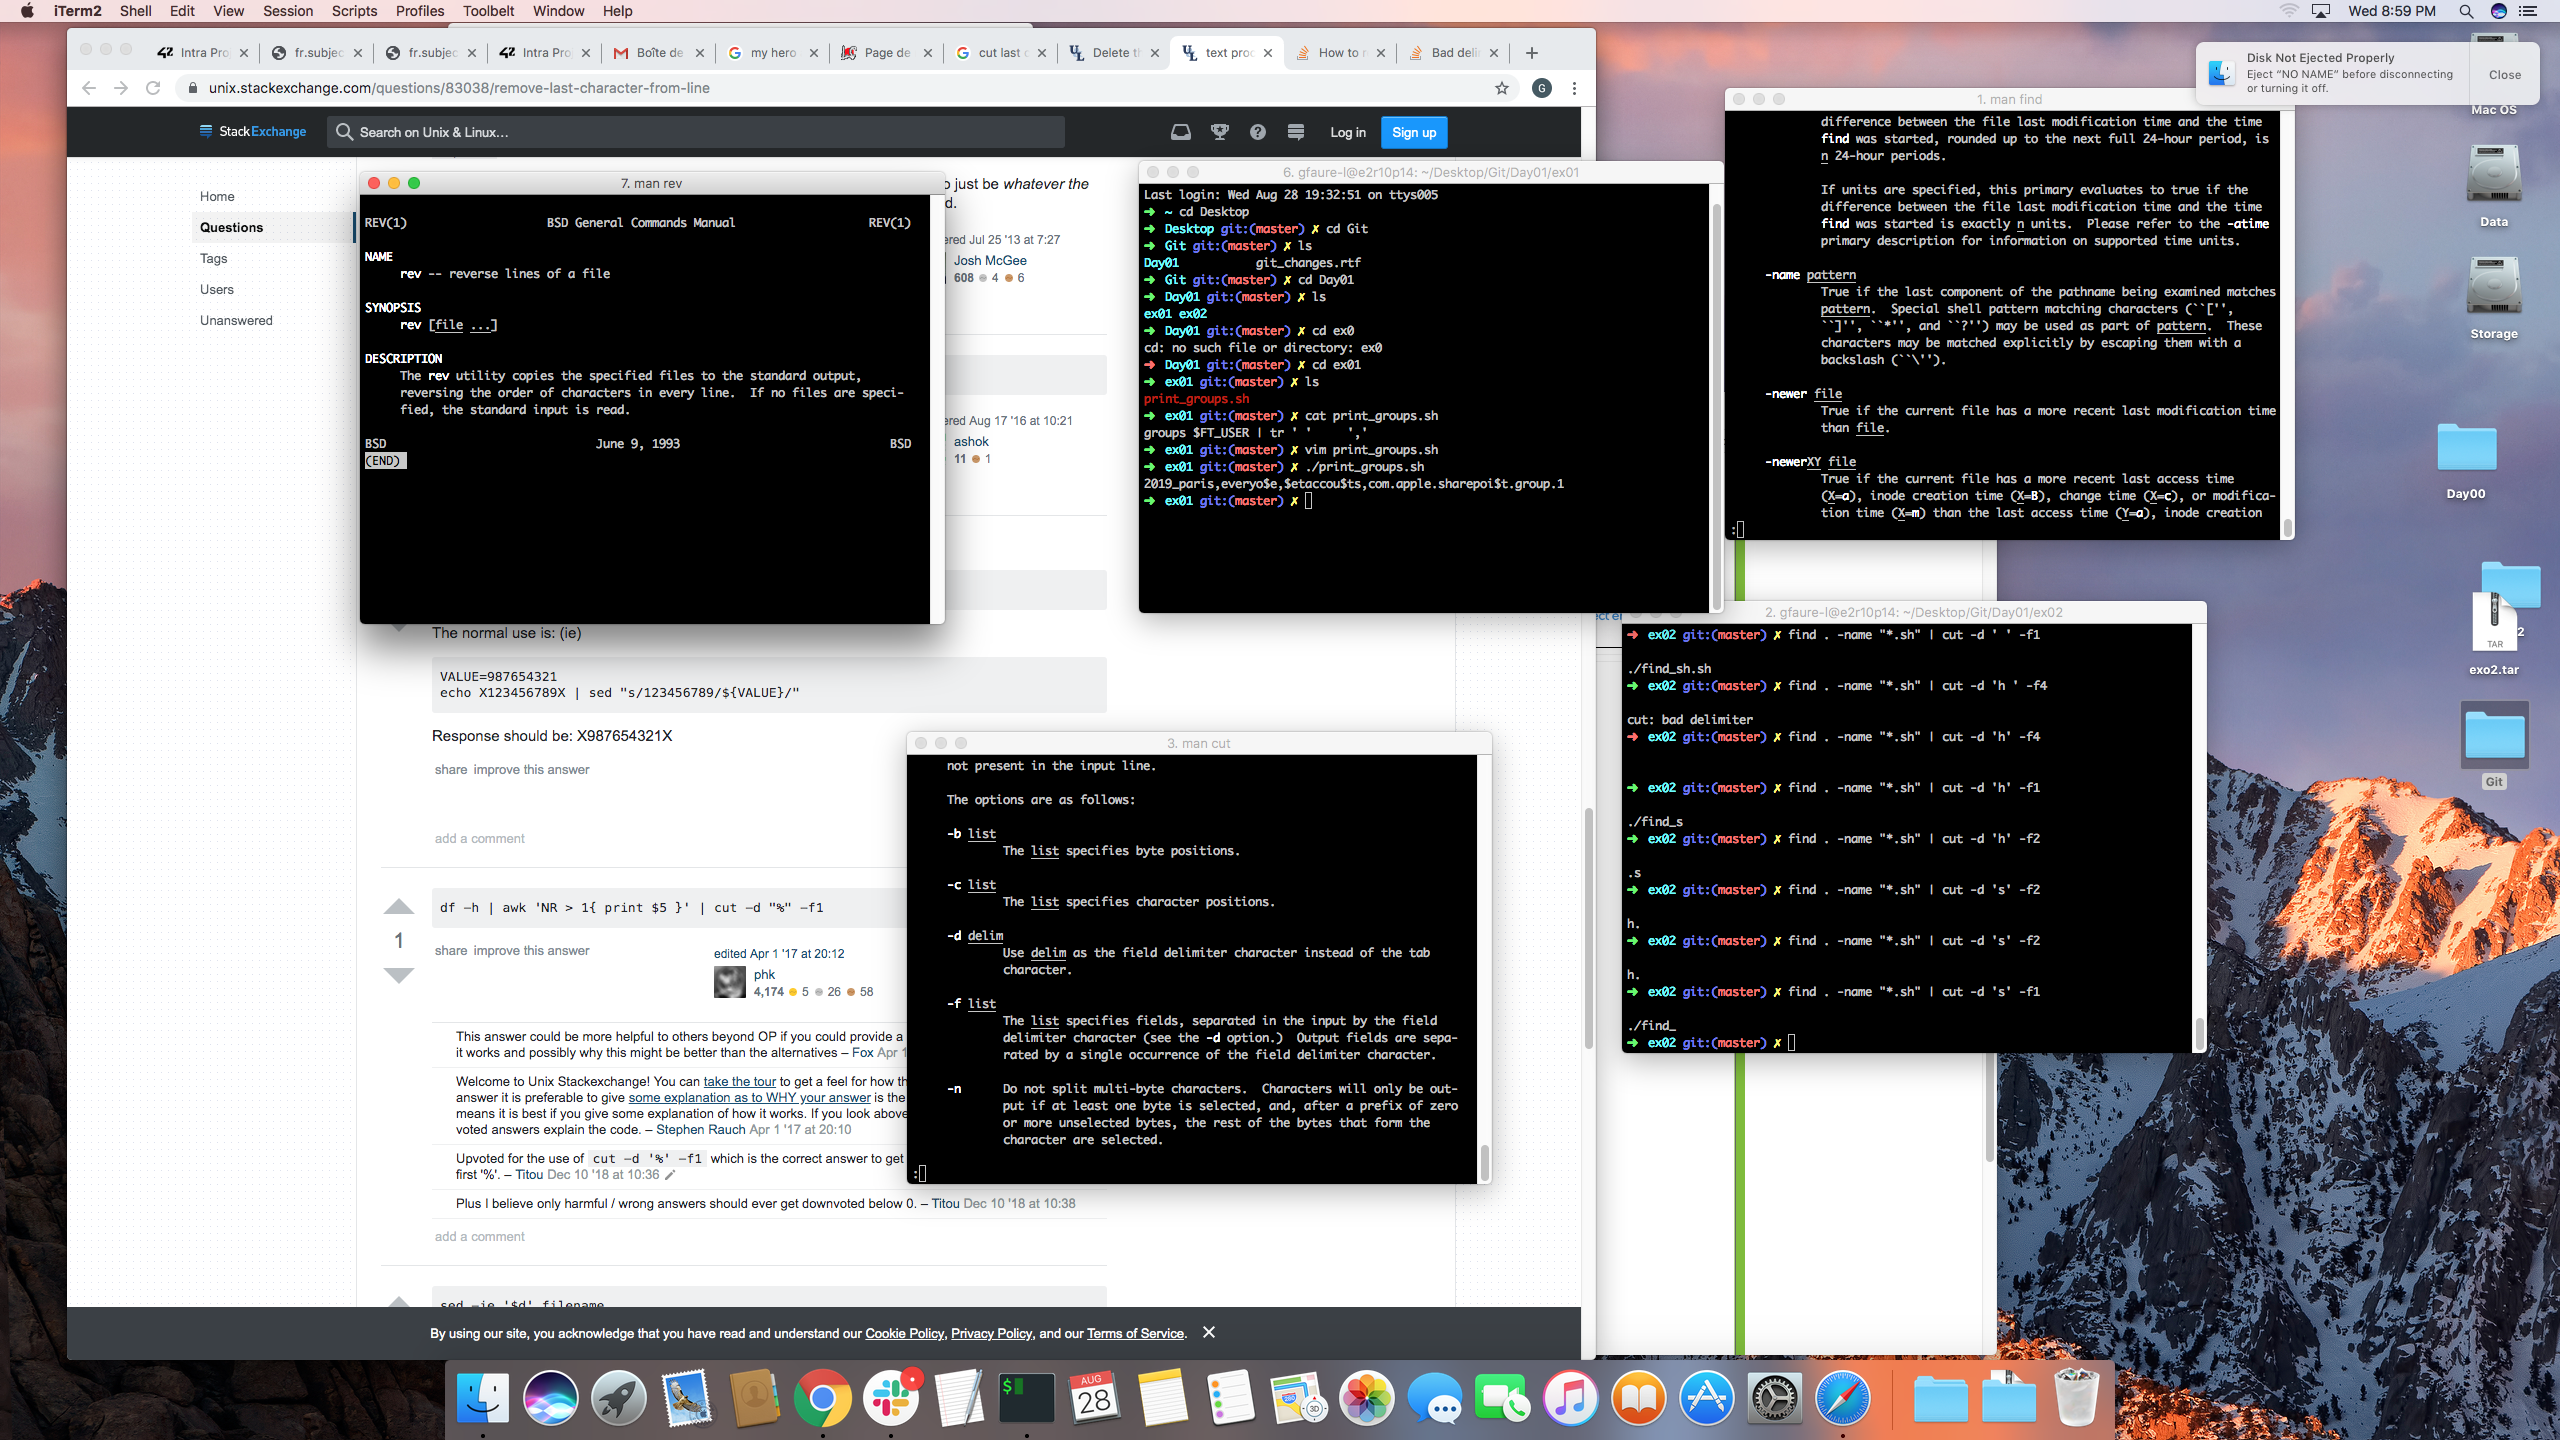 iTerm2 Shell Edit View Session Scripts Profiles Toolbelt Window Help
Wed 8:59 PM
Intra Pro
fr.subjec
fr.subjec
Intra Pro
Boîte de
my hero
Page de
cut last c
Delete th
text proc
How to r
Bad deli
unix.stackexchange.com/questions/83038/remove-last-character-from-line
G
StackExchange
Search on Unix & Linux...
Log in
Sign up
Home
Questions
Tags
Users
Unanswered
just be whatever the
d.
ered Jul 25 '13 at 7:27
Josh McGee
608 4 6
ered Aug 17 '16 at 10:21
ashok
11 1
The normal use is: (ie)
VALUE=987654321
echo X123456789X | sed "s/123456789/${VALUE}/"
Response should be: X987654321X
share improve this answer
add a comment
1
df -h | awk 'NR > 1{ print $5 }' | cut -d "%" -f1
share improve this answer
edited Apr 1 '17 at 20:12
phk
4,174 5 26 58
This answer could be more helpful to others beyond OP if you could provide a
it works and possibly why this might be better than the alternatives – Fox Apr 1
Welcome to Unix Stackexchange! You can take the tour to get a feel for how th
answer it is preferable to give some explanation as to WHY your answer is the
means it is best if you give some explanation of how it works. If you look above
voted answers explain the code. – Stephen Rauch Apr 1 '17 at 20:10
Upvoted for the use of cut -d '%' -f1 which is the correct answer to get
first '%'. – Titou Dec 10 '18 at 10:36
Plus I believe only harmful / wrong answers should ever get downvoted below 0. – Titou Dec 10 '18 at 10:38
add a comment
sed -ie '$d' filename
By using our site, you acknowledge that you have read and understand our Cookie Policy, Privacy Policy, and our Terms of Service.
7. man rev
REV(1) BSD General Commands Manual REV(1)
NAME
rev -- reverse lines of a file
SYNOPSIS
rev [file ...]
DESCRIPTION
The rev utility copies the specified files to the standard output,
reversing the order of characters in every line. If no files are speci-
fied, the standard input is read.
BSD June 9, 1993 BSD
(END)
6. gfaure-l@e2r10p14: ~/Desktop/Git/Day01/ex01
Last login: Wed Aug 28 19:32:51 on ttys005
➜ ~ cd Desktop
➜ Desktop git:(master) ✗ cd Git
➜ Git git:(master) ✗ ls
Day01 git_changes.rtf
➜ Git git:(master) ✗ cd Day01
➜ Day01 git:(master) ✗ ls
ex01 ex02
➜ Day01 git:(master) ✗ cd ex0
cd: no such file or directory: ex0
➜ Day01 git:(master) ✗ cd ex01
➜ ex01 git:(master) ✗ ls
print_groups.sh
➜ ex01 git:(master) ✗ cat print_groups.sh
groups $FT_USER | tr ' ' ','
➜ ex01 git:(master) ✗ vim print_groups.sh
➜ ex01 git:(master) ✗ ./print_groups.sh
2019_paris,everyo$e,$etaccou$ts,com.apple.sharepoi$t.group.1
➜ ex01 git:(master) ✗
1. man find
difference between the file last modification time and the time
find was started, rounded up to the next full 24-hour period, is
n 24-hour periods.
If units are specified, this primary evaluates to true if the
difference between the file last modification time and the time
find was started is exactly n units. Please refer to the -atime
primary description for information on supported time units.
-name pattern
True if the last component of the pathname being examined matches
pattern. Special shell pattern matching characters (``['',
``]'', ``*'', and ``?'') may be used as part of pattern. These
characters may be matched explicitly by escaping them with a
backslash (``\'').
-newer file
True if the current file has a more recent last modification time
than file.
-newerXY file
True if the current file has a more recent last access time
(X=a), inode creation time (X=B), change time (X=c), or modifica-
tion time (X=m) than the last access time (Y=a), inode creation
:
ct e
2. gfaure-l@e2r10p14: ~/Desktop/Git/Day01/ex02
➜ ex02 git:(master) ✗ find . -name "*.sh" | cut -d ' ' -f1
./find_sh.sh
➜ ex02 git:(master) ✗ find . -name "*.sh" | cut -d 'h ' -f4
cut: bad delimiter
➜ ex02 git:(master) ✗ find . -name "*.sh" | cut -d 'h' -f4
➜ ex02 git:(master) ✗ find . -name "*.sh" | cut -d 'h' -f1
./find_s
➜ ex02 git:(master) ✗ find . -name "*.sh" | cut -d 'h' -f2
.s
➜ ex02 git:(master) ✗ find . -name "*.sh" | cut -d 's' -f2
h.
➜ ex02 git:(master) ✗ find . -name "*.sh" | cut -d 's' -f2
h.
➜ ex02 git:(master) ✗ find . -name "*.sh" | cut -d 's' -f1
./find_
➜ ex02 git:(master) ✗
3. man cut
not present in the input line.
The options are as follows:
-b list
The list specifies byte positions.
-c list
The list specifies character positions.
-d delim
Use delim as the field delimiter character instead of the tab
character.
-f list
The list specifies fields, separated in the input by the field
delimiter character (see the -d option.) Output fields are sepa-
rated by a single occurrence of the field delimiter character.
-n Do not split multi-byte characters. Characters will only be out-
put if at least one byte is selected, and, after a prefix of zero
or more unselected bytes, the rest of the bytes that form the
character are selected.
:
Disk Not Ejected Properly
Eject “NO NAME” before disconnecting
or turning it off.
Close
Mac OS
Data
Storage
Day00
2
TAR
exo2.tar
Git
AUG
28
3D